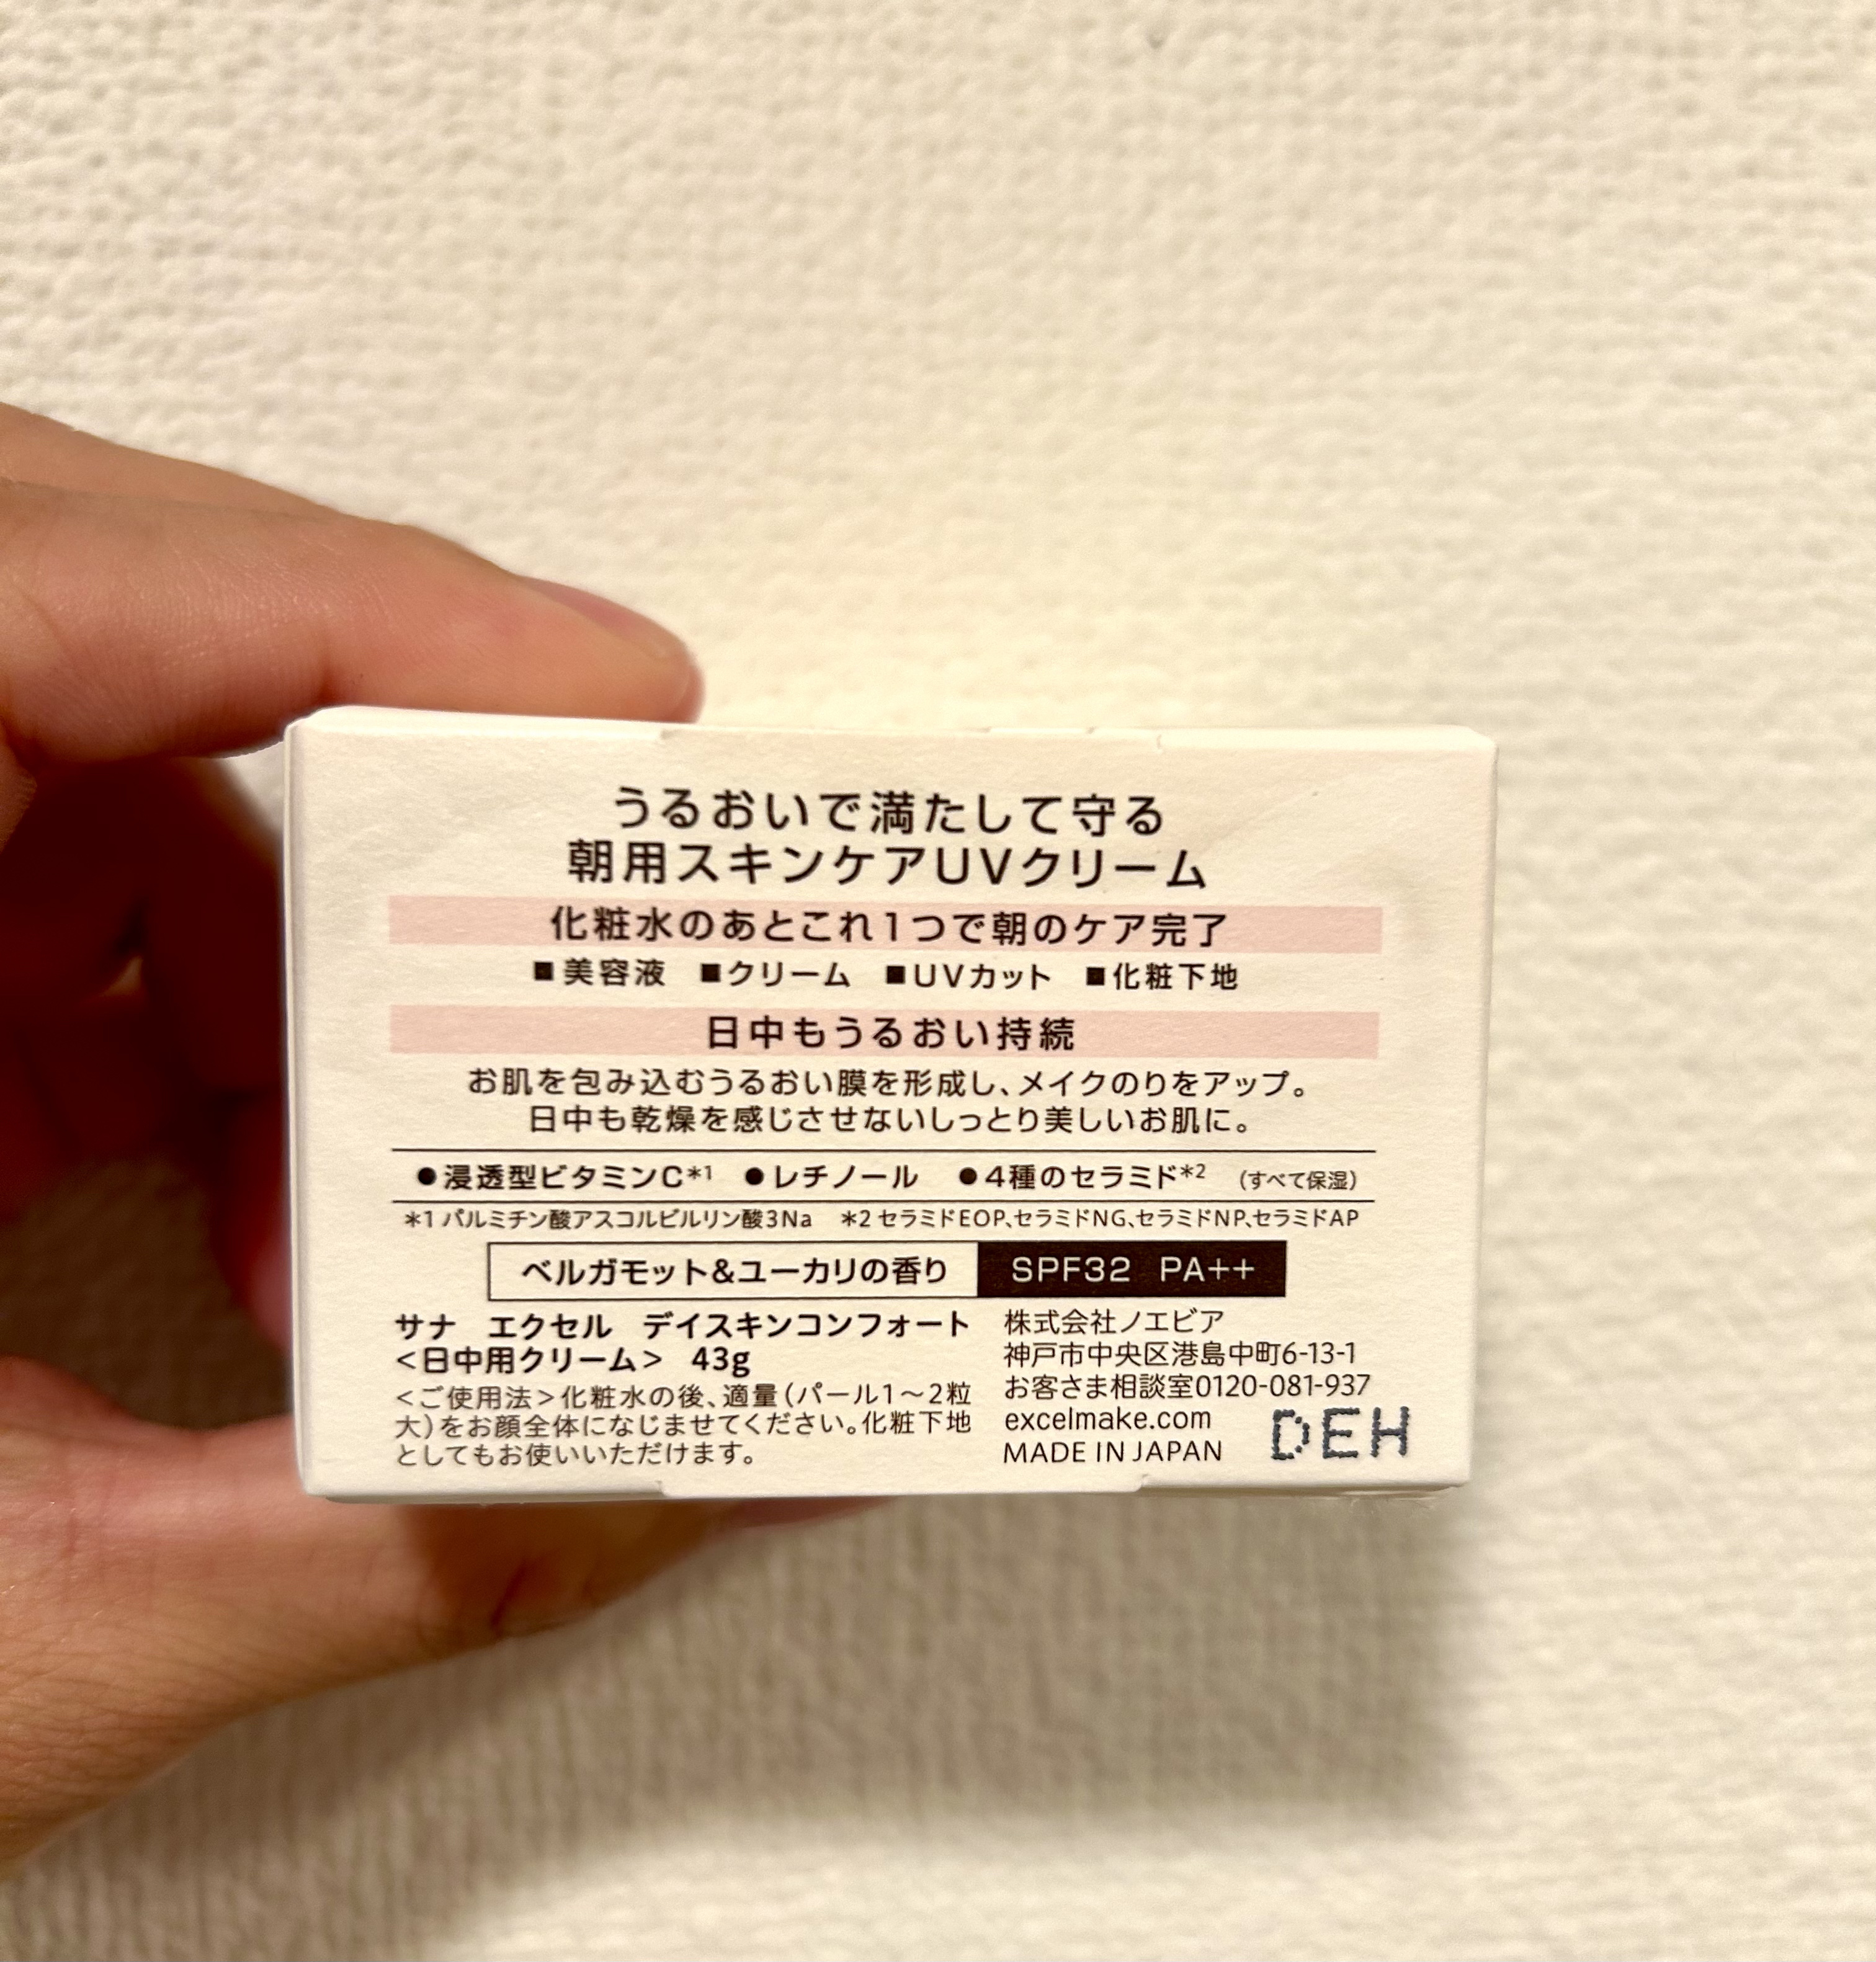 うるおいで満たして守る
朝用スキンケアUVクリーム
化粧水のあとこれ1つで朝のケア完了
■美容液 ■クリーム ■UVカット ■化粧下地
日中もうるおい持続
お肌を包み込むうるおい膜を形成し、メイクのりをアップ。
日中も乾燥を感じさせないしっとり美しいお肌に。
●浸透型ビタミンC*1 ●レチノール ●4種のセラミド*2 (すべて保湿)
*1 パルミチン酸アスコルビルリン酸3Na *2 セラミドEOP、セラミドNG、セラミドNP、セラミドAP
ベルガモット&ユーカリの香り SPF32 PA++
サナ エクセル デイスキンコンフォート
<日中用クリーム> 43g
<ご使用法>化粧水の後、適量(パール1〜2粒
大)をお顔全体になじませてください。化粧下地
としてもお使いいただけます。
株式会社ノエビア
神戸市中央区港島中町6-13-1
お客さま相談室0120-081-937
excelmake.com
MADE IN JAPAN
DEH